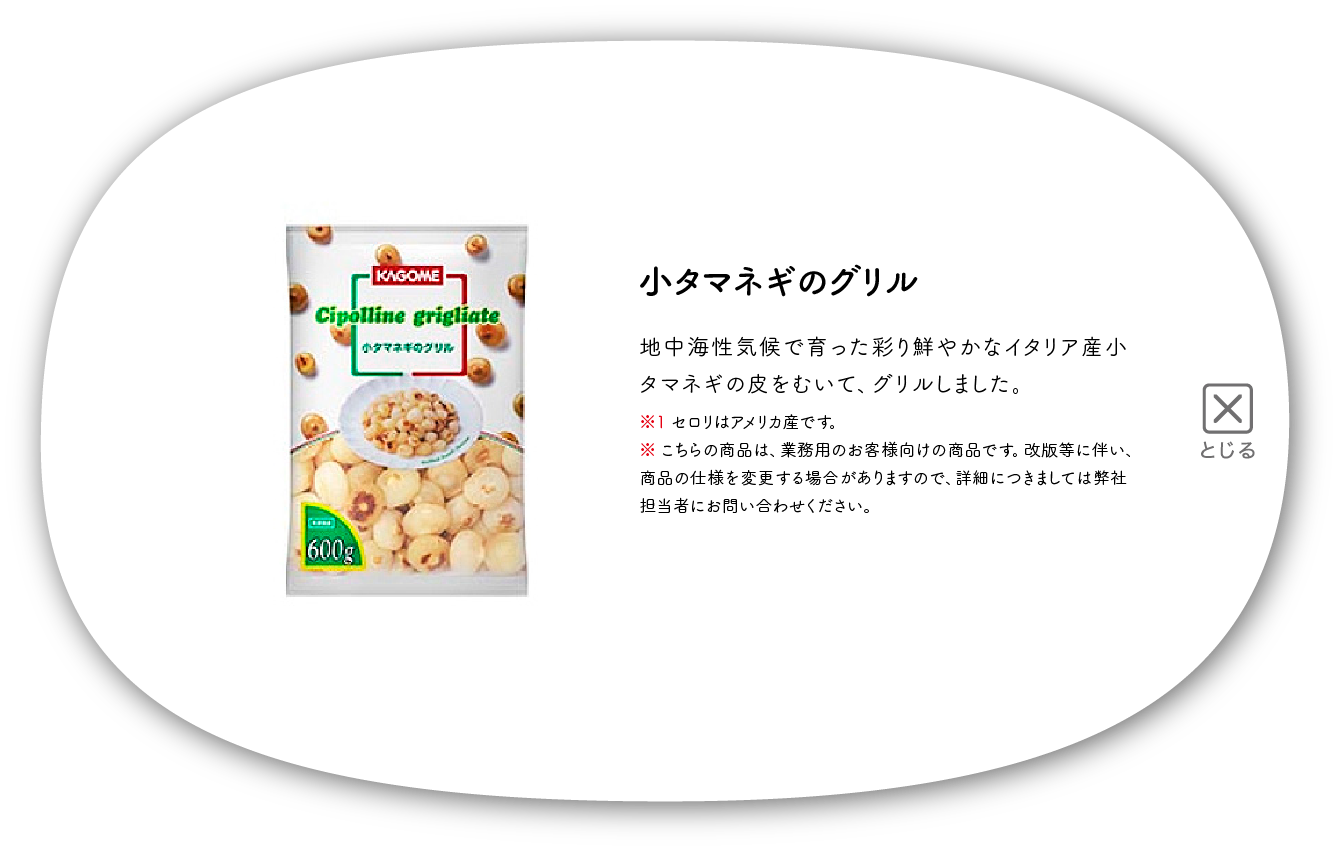 KAGOME
Cipolline grigliate
小タマネギのグリル
600g
小タマネギのグリル
地中海性気候で育った彩り鮮やかなイタリア産小
タマネギの皮をむいて、グリルしました。
※1 セロリはアメリカ産です。
※ こちらの商品は、業務用のお客様向けの商品です。改版等に伴い、
商品の仕様を変更する場合がありますので、詳細につきましては弊社
担当者にお問い合わせください。
とじる